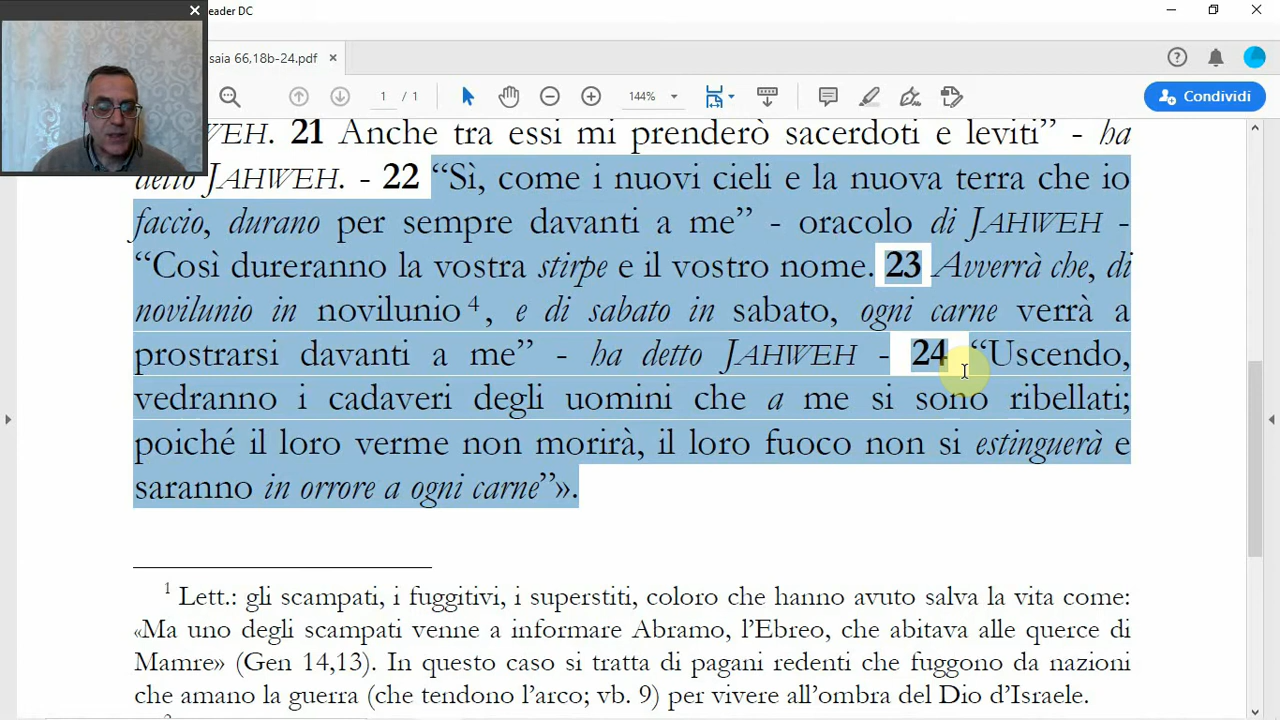 eader DC
saia 66,18b-24.pdf
1 / 1
144%
Condividi
WEH. 21 Anche tra essi mi prenderò sacerdoti e leviti” - ha
detto JAHWEH. - 22 “Sì, come i nuovi cieli e la nuova terra che io
faccio, durano per sempre davanti a me” - oracolo di JAHWEH -
“Così dureranno la vostra stirpe e il vostro nome. 23 Avverrà che, di
novilunio in novilunio 4, e di sabato in sabato, ogni carne verrà a
prostrarsi davanti a me” - ha detto JAHWEH - 24 “Uscendo,
vedranno i cadaveri degli uomini che a me si sono ribellati;
poiché il loro verme non morirà, il loro fuoco non si estinguerà e
saranno in orrore a ogni carne”».
1 Lett.: gli scampati, i fuggitivi, i superstiti, coloro che hanno avuto salva la vita come:
«Ma uno degli scampati venne a informare Abramo, l’Ebreo, che abitava alle querce di
Mamre» (Gen 14,13). In questo caso si tratta di pagani redenti che fuggono da nazioni
che amano la guerra (che tendono l’arco; vb. 9) per vivere all’ombra del Dio d’Israele.